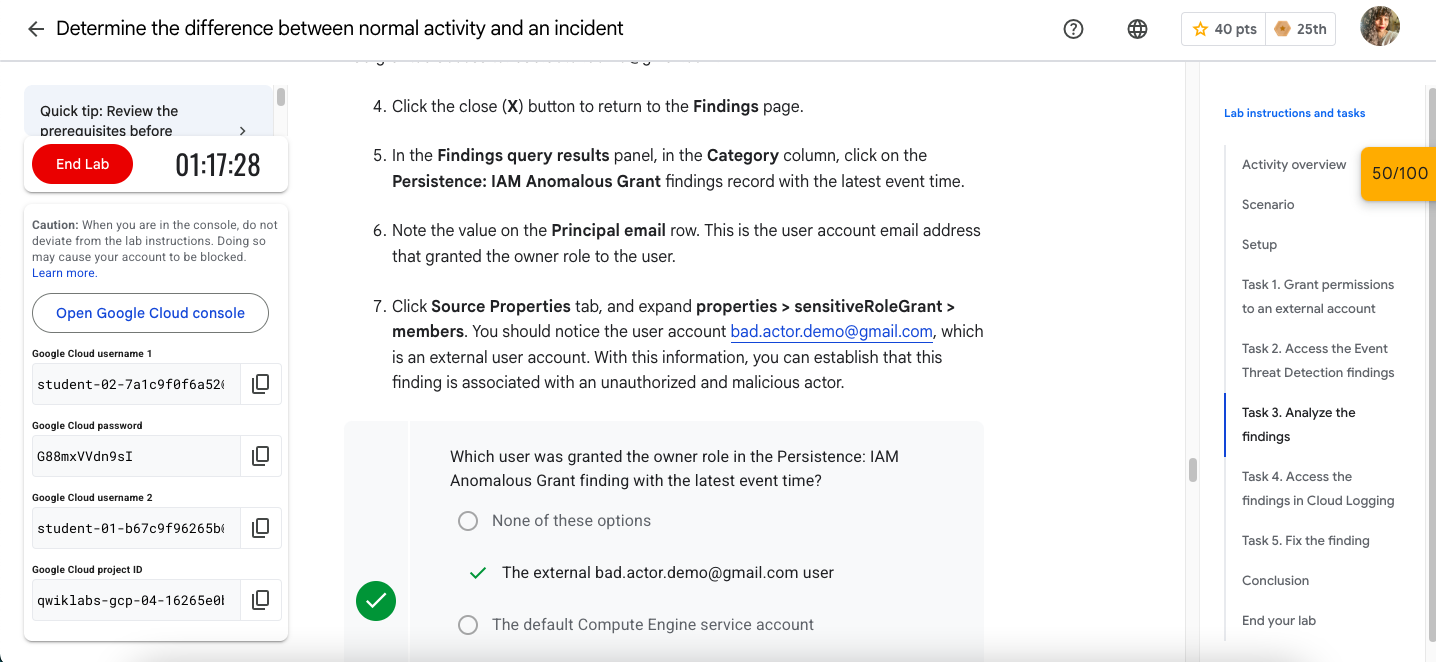 Determine the difference between normal activity and an incident
40 pts
25th
Quick tip: Review the
prerequisites before
End Lab
01:17:28
Caution: When you are in the console, do not
deviate from the lab instructions. Doing so
may cause your account to be blocked.
Learn more.
Open Google Cloud console
Google Cloud username 1
student-02-7a1c9f0f6a520
Google Cloud password
G88mxVVdn9sI
Google Cloud username 2
student-01-b67c9f96265b0
Google Cloud project ID
qwiklabs-gcp-04-16265e0b
4. Click the close (X) button to return to the Findings page.
5. In the Findings query results panel, in the Category column, click on the
Persistence: IAM Anomalous Grant findings record with the latest event time.
6. Note the value on the Principal email row. This is the user account email address
that granted the owner role to the user.
7. Click Source Properties tab, and expand properties > sensitiveRoleGrant >
members. You should notice the user account bad.actor.demo@gmail.com, which
is an external user account. With this information, you can establish that this
finding is associated with an unauthorized and malicious actor.
Which user was granted the owner role in the Persistence: IAM
Anomalous Grant finding with the latest event time?
None of these options
The external bad.actor.demo@gmail.com user
The default Compute Engine service account
Lab instructions and tasks
50/100
Activity overview
Scenario
Setup
Task 1. Grant permissions
to an external account
Task 2. Access the Event
Threat Detection findings
Task 3. Analyze the
findings
Task 4. Access the
findings in Cloud Logging
Task 5. Fix the finding
Conclusion
End your lab